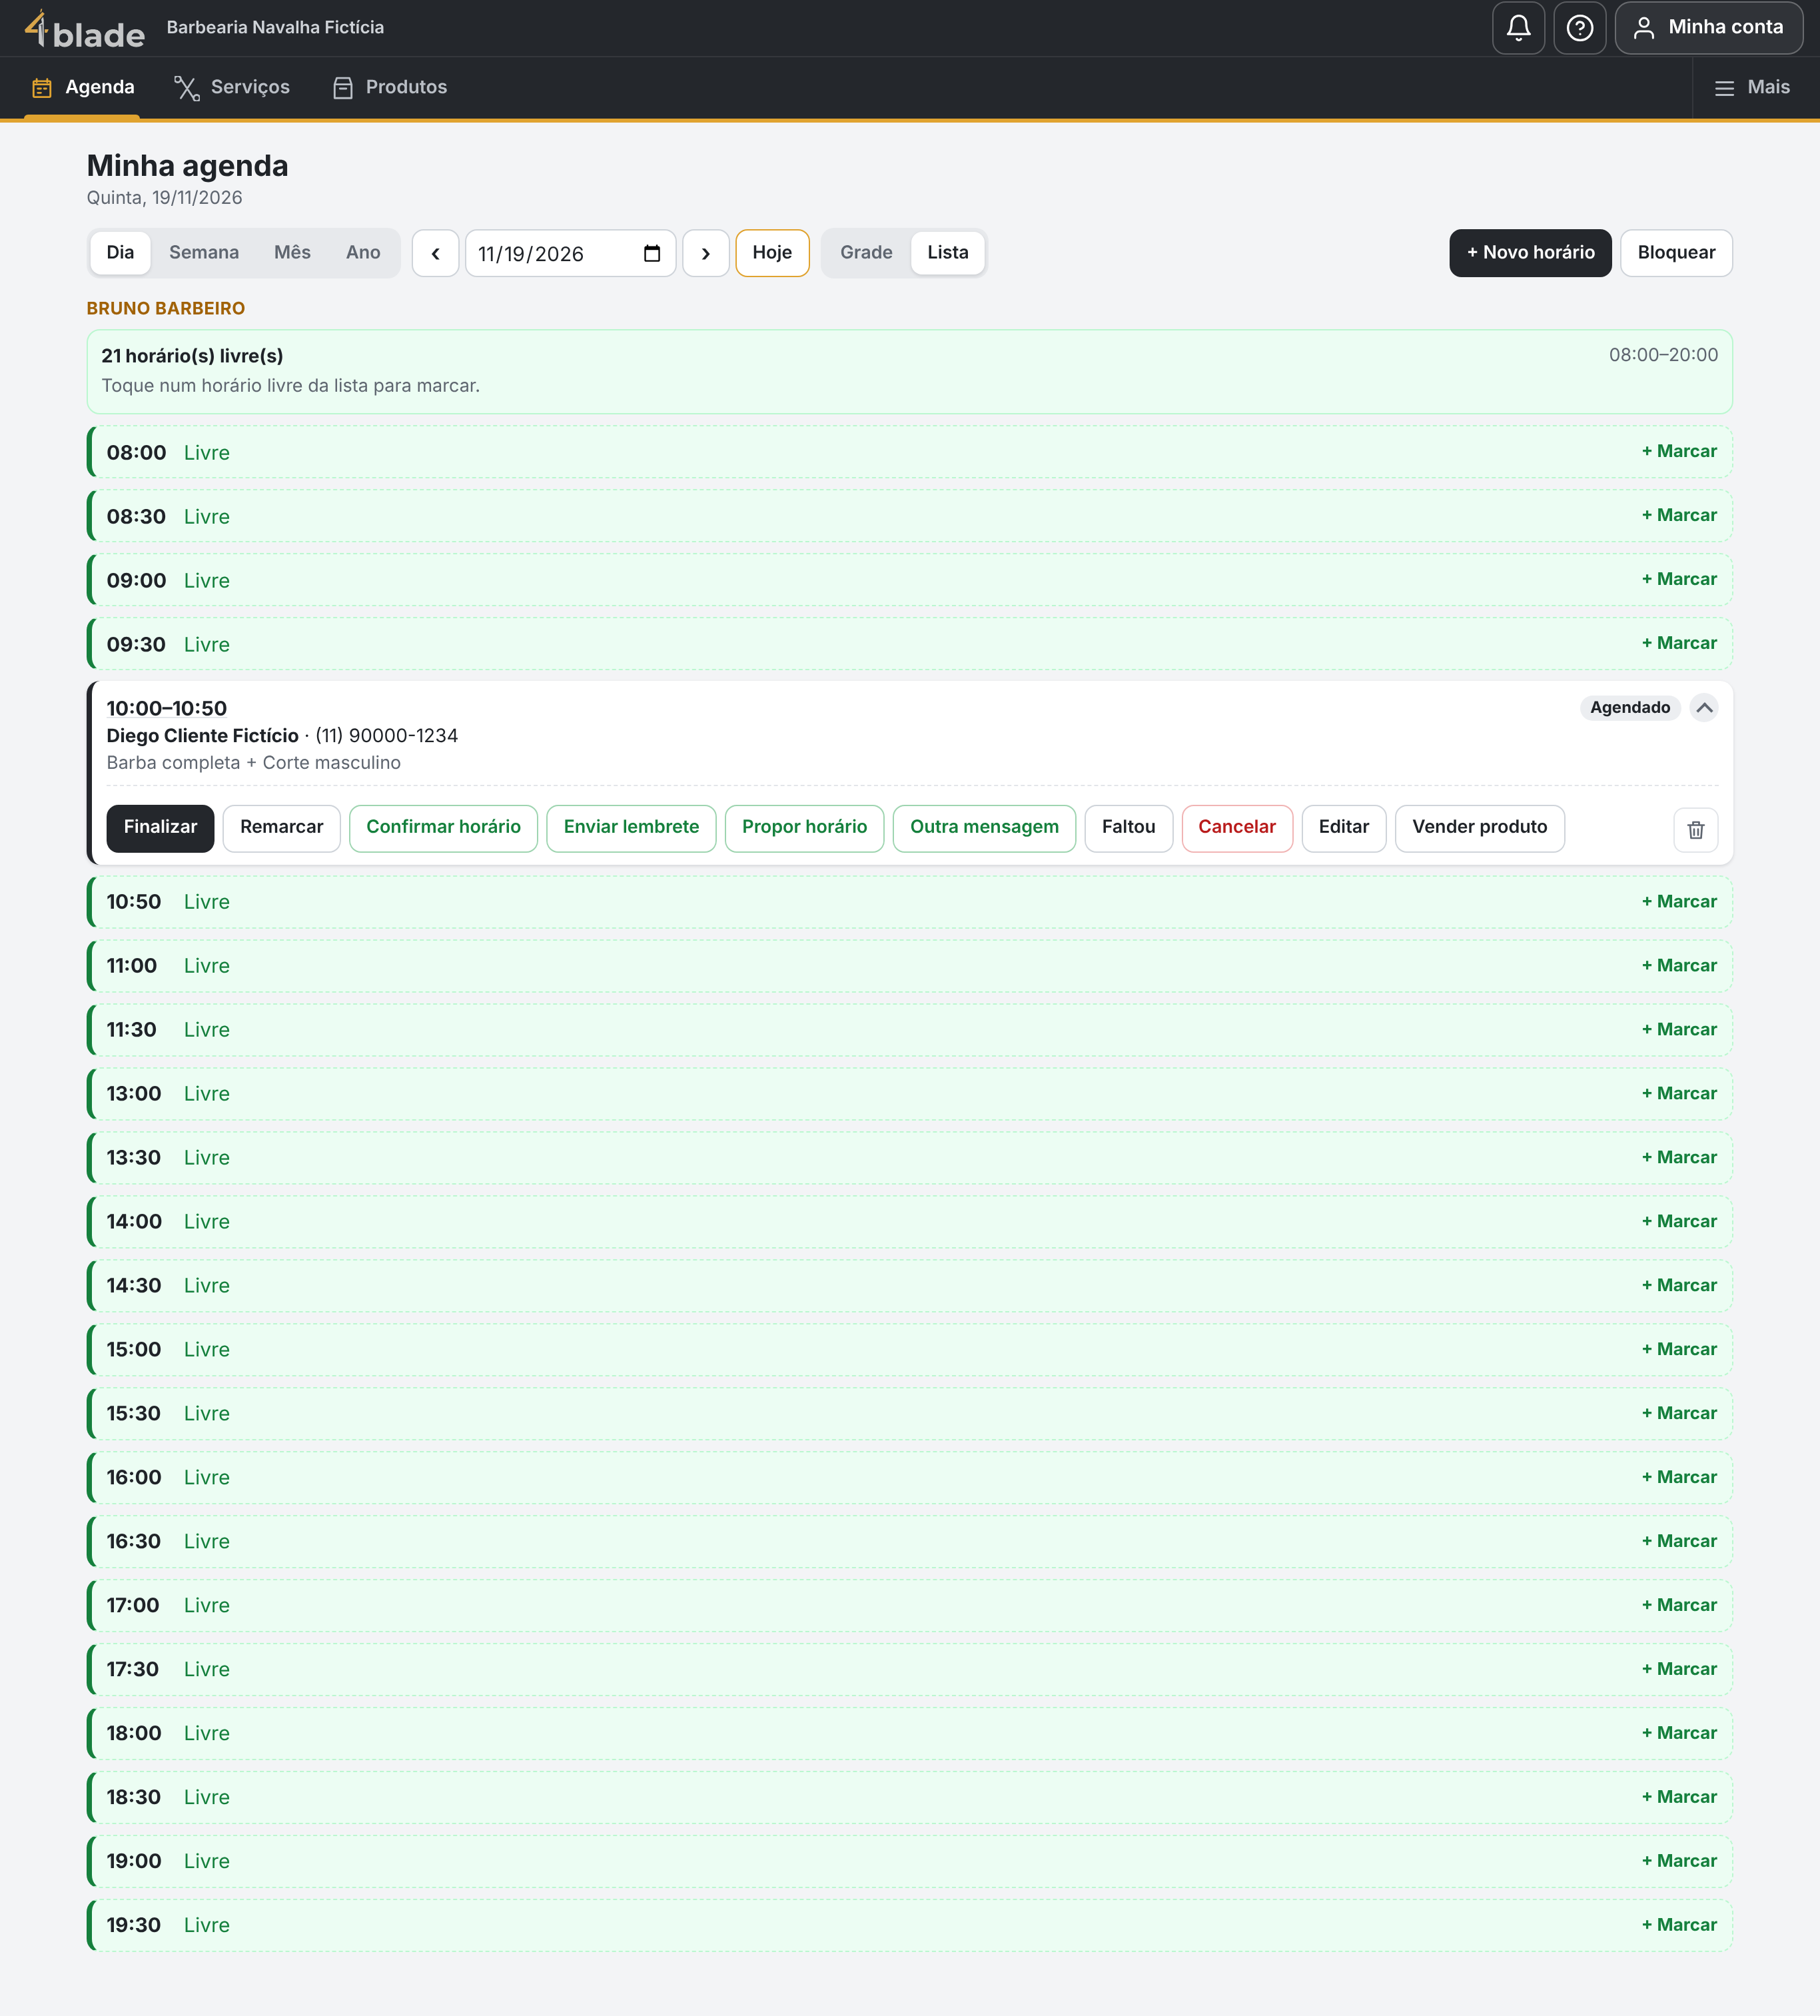 4blade Barbearia Navalha Fictícia Minha conta
Agenda Serviços Produtos Mais
Minha agenda
Quinta, 19/11/2026
Dia Semana Mês Ano ‹ 11/19/2026 › Hoje Grade Lista + Novo horário Bloquear
BRUNO BARBEIRO
21 horário(s) livre(s) 08:00–20:00
Toque num horário livre da lista para marcar.
08:00 Livre + Marcar
08:30 Livre + Marcar
09:00 Livre + Marcar
09:30 Livre + Marcar
10:00–10:50 Agendado
Diego Cliente Fictício · (11) 90000-1234
Barba completa + Corte masculino
Finalizar Remarcar Confirmar horário Enviar lembrete Propor horário Outra mensagem Faltou Cancelar Editar Vender produto
10:50 Livre + Marcar
11:00 Livre + Marcar
11:30 Livre + Marcar
13:00 Livre + Marcar
13:30 Livre + Marcar
14:00 Livre + Marcar
14:30 Livre + Marcar
15:00 Livre + Marcar
15:30 Livre + Marcar
16:00 Livre + Marcar
16:30 Livre + Marcar
17:00 Livre + Marcar
17:30 Livre + Marcar
18:00 Livre + Marcar
18:30 Livre + Marcar
19:00 Livre + Marcar
19:30 Livre + Marcar